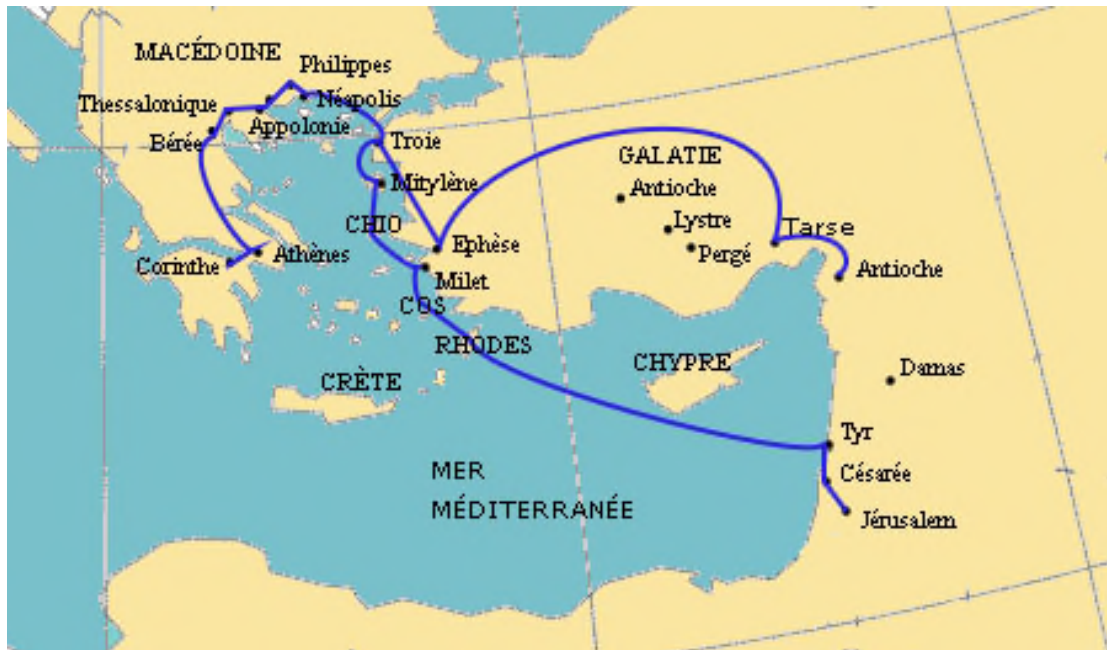 MACÉDOINE
Philippes
Thessalonique
Néapolis
Appolonie
Bérée
Troie
GALATIE
Mitylène
Antioche
Lystre
CHIO
Tarse
Ephèse
Pergé
Athènes
Corinthe
Antioche
Milet
COS
RHODES
CHYPRE
Damas
CRÈTE
Tyr
MER
MÉDITERRANÉE
Césarée
Jérusalem